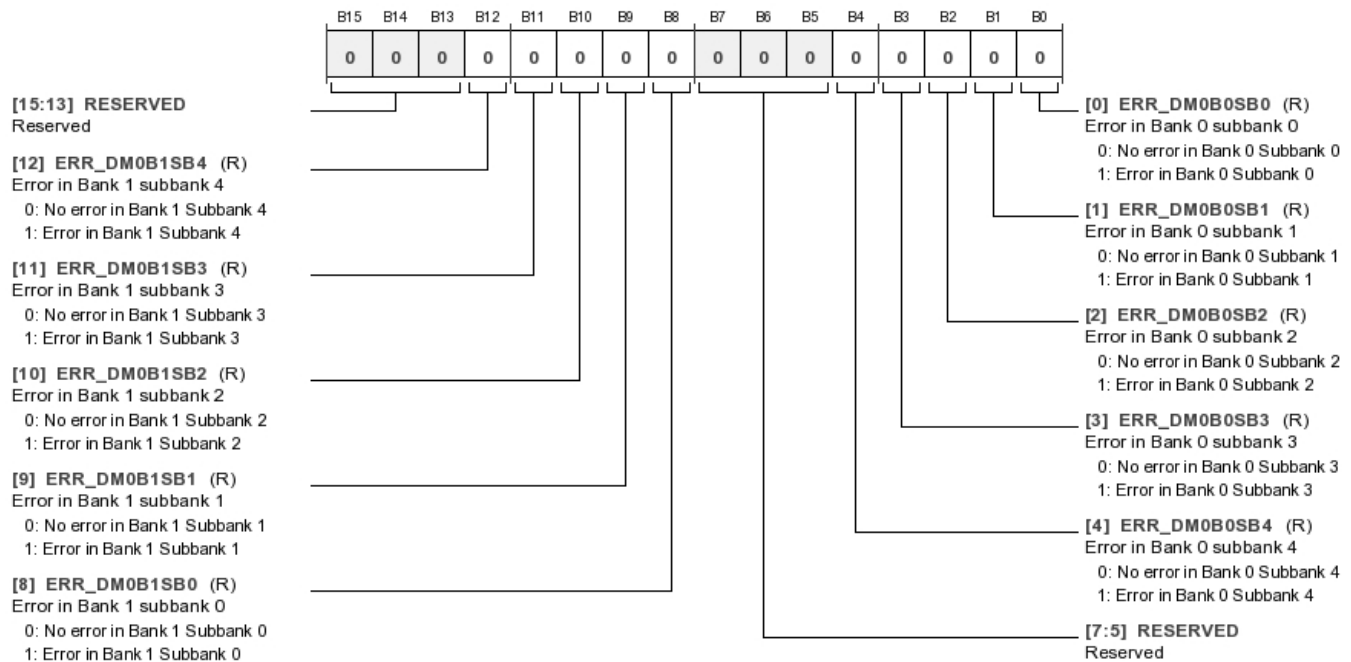 B15 B14 B13 B12 B11 B10 B9 B8 B7 B6 B5 B4 B3 B2 B1 B0
0 0 0 0 0 0 0 0 0 0 0 0 0 0 0 0
[15:13] RESERVED
Reserved
[12] ERR_DM0B1SB4 (R)
Error in Bank 1 subbank 4
0: No error in Bank 1 Subbank 4
1: Error in Bank 1 Subbank 4
[11] ERR_DM0B1SB3 (R)
Error in Bank 1 subbank 3
0: No error in Bank 1 Subbank 3
1: Error in Bank 1 Subbank 3
[10] ERR_DM0B1SB2 (R)
Error in Bank 1 subbank 2
0: No error in Bank 1 Subbank 2
1: Error in Bank 1 Subbank 2
[9] ERR_DM0B1SB1 (R)
Error in Bank 1 subbank 1
0: No error in Bank 1 Subbank 1
1: Error in Bank 1 Subbank 1
[8] ERR_DM0B1SB0 (R)
Error in Bank 1 subbank 0
0: No error in Bank 1 Subbank 0
1: Error in Bank 1 Subbank 0
[0] ERR_DM0B0SB0 (R)
Error in Bank 0 subbank 0
0: No error in Bank 0 Subbank 0
1: Error in Bank 0 Subbank 0
[1] ERR_DM0B0SB1 (R)
Error in Bank 0 subbank 1
0: No error in Bank 0 Subbank 1
1: Error in Bank 0 Subbank 1
[2] ERR_DM0B0SB2 (R)
Error in Bank 0 subbank 2
0: No error in Bank 0 Subbank 2
1: Error in Bank 0 Subbank 2
[3] ERR_DM0B0SB3 (R)
Error in Bank 0 subbank 3
0: No error in Bank 0 Subbank 3
1: Error in Bank 0 Subbank 3
[4] ERR_DM0B0SB4 (R)
Error in Bank 0 subbank 4
0: No error in Bank 0 Subbank 4
1: Error in Bank 0 Subbank 4
[7:5] RESERVED
Reserved